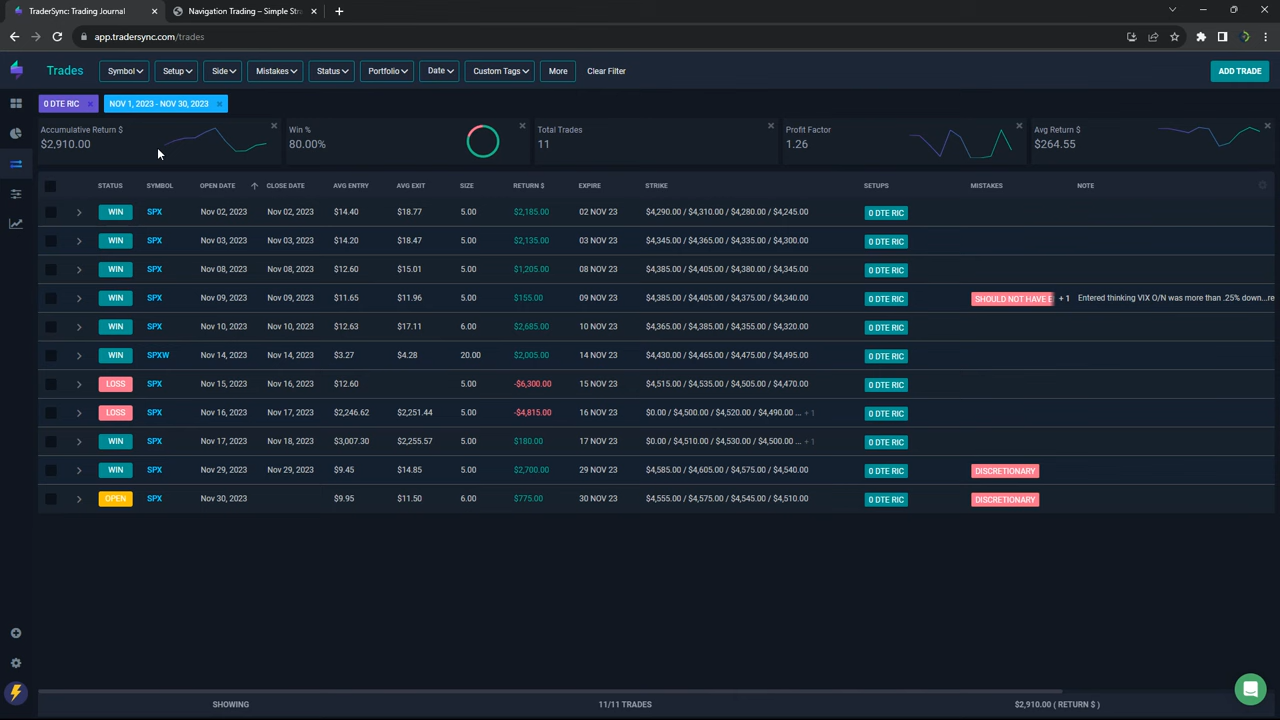 TraderSync: Trading Journal
Navigation Trading – Simple Stra
app.tradersync.com/trades
Trades Symbol Setup Side Mistakes Status Portfolio Date Custom Tags More Clear Filter ADD TRADE
0 DTE RIC × NOV 1, 2023 - NOV 30, 2023 ×
Accumulative Return $ Win % Total Trades Profit Factor Avg Return $
$2,910.00 80.00% 11 1.26 $264.55
STATUS SYMBOL OPEN DATE CLOSE DATE AVG ENTRY AVG EXIT SIZE RETURN $ EXPIRE STRIKE SETUPS MISTAKES NOTE
WIN SPX Nov 02, 2023 Nov 02, 2023 $14.40 $18.77 5.00 $2,185.00 02 NOV 23 $4,290.00 / $4,310.00 / $4,280.00 / $4,245.00 0 DTE RIC
WIN SPX Nov 03, 2023 Nov 03, 2023 $14.20 $18.47 5.00 $2,135.00 03 NOV 23 $4,345.00 / $4,365.00 / $4,335.00 / $4,300.00 0 DTE RIC
WIN SPX Nov 08, 2023 Nov 08, 2023 $12.60 $15.01 5.00 $1,205.00 08 NOV 23 $4,385.00 / $4,405.00 / $4,380.00 / $4,345.00 0 DTE RIC
WIN SPX Nov 09, 2023 Nov 09, 2023 $11.65 $11.96 5.00 $155.00 09 NOV 23 $4,385.00 / $4,405.00 / $4,375.00 / $4,340.00 0 DTE RIC SHOULD NOT HAVE E + 1 Entered thinking VIX O/N was more than .25% down...re
WIN SPX Nov 10, 2023 Nov 10, 2023 $12.63 $17.11 6.00 $2,685.00 10 NOV 23 $4,365.00 / $4,385.00 / $4,355.00 / $4,320.00 0 DTE RIC
WIN SPXW Nov 14, 2023 Nov 14, 2023 $3.27 $4.28 20.00 $2,005.00 14 NOV 23 $4,430.00 / $4,465.00 / $4,475.00 / $4,495.00 0 DTE RIC
LOSS SPX Nov 15, 2023 Nov 16, 2023 $12.60 5.00 -$6,300.00 15 NOV 23 $4,515.00 / $4,535.00 / $4,505.00 / $4,470.00 0 DTE RIC
LOSS SPX Nov 16, 2023 Nov 17, 2023 $2,246.62 $2,251.44 5.00 -$4,815.00 16 NOV 23 $0.00 / $4,500.00 / $4,520.00 / $4,490.00 ... + 1 0 DTE RIC
WIN SPX Nov 17, 2023 Nov 18, 2023 $3,007.30 $2,255.57 5.00 $180.00 17 NOV 23 $0.00 / $4,510.00 / $4,530.00 / $4,500.00 ... + 1 0 DTE RIC
WIN SPX Nov 29, 2023 Nov 29, 2023 $9.45 $14.85 5.00 $2,700.00 29 NOV 23 $4,585.00 / $4,605.00 / $4,575.00 / $4,540.00 0 DTE RIC DISCRETIONARY
OPEN SPX Nov 30, 2023 $9.95 $11.50 6.00 $775.00 30 NOV 23 $4,555.00 / $4,575.00 / $4,545.00 / $4,510.00 0 DTE RIC DISCRETIONARY
SHOWING 11/11 TRADES $2,910.00 ( RETURN $ )